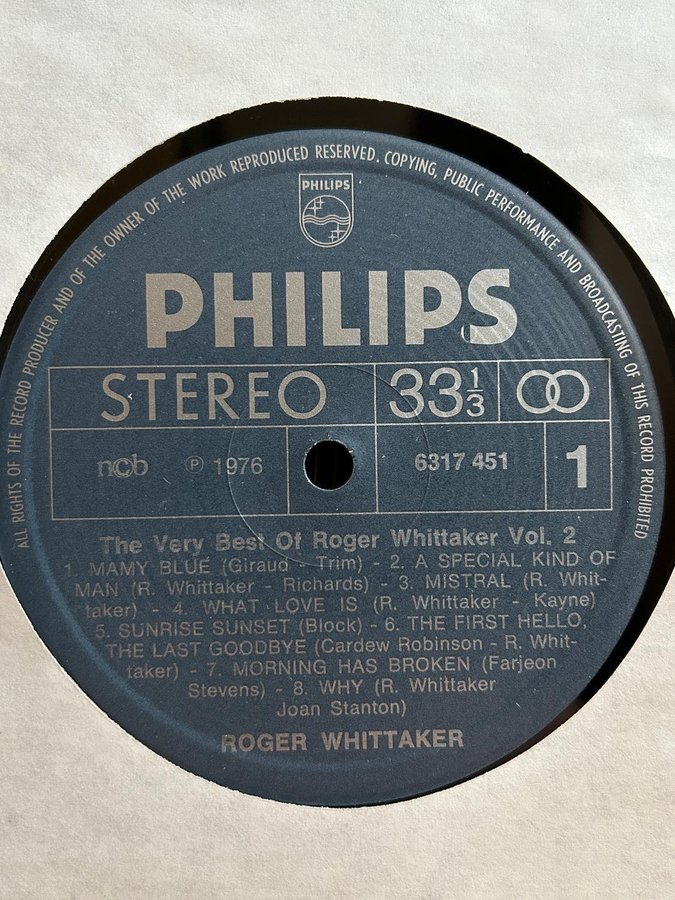 ALL RIGHTS OF THE RECORD PRODUCER AND OF THE OWNER OF THE WORK REPRODUCED RESERVED. COPYING, PUBLIC PERFORMANCE AND BROADCASTING OF THIS RECORD PROHIBITED
PHILIPS
PHILIPS
STEREO 33 1/3
ncb ℗ 1976 6317 451 1
The Very Best Of Roger Whittaker Vol. 2
1. MAMY BLUE (Giraud - Trim) - 2. A SPECIAL KIND OF
MAN (R. Whittaker - Richards) - 3. MISTRAL (R. Whit-
taker) - 4. WHAT LOVE IS (R. Whittaker - Kayne)
5. SUNRISE SUNSET (Block) - 6. THE FIRST HELLO,
THE LAST GOODBYE (Cardew Robinson - R. Whit-
taker) - 7. MORNING HAS BROKEN (Farjeon
Stevens) - 8. WHY (R. Whittaker
Joan Stanton)
ROGER WHITTAKER